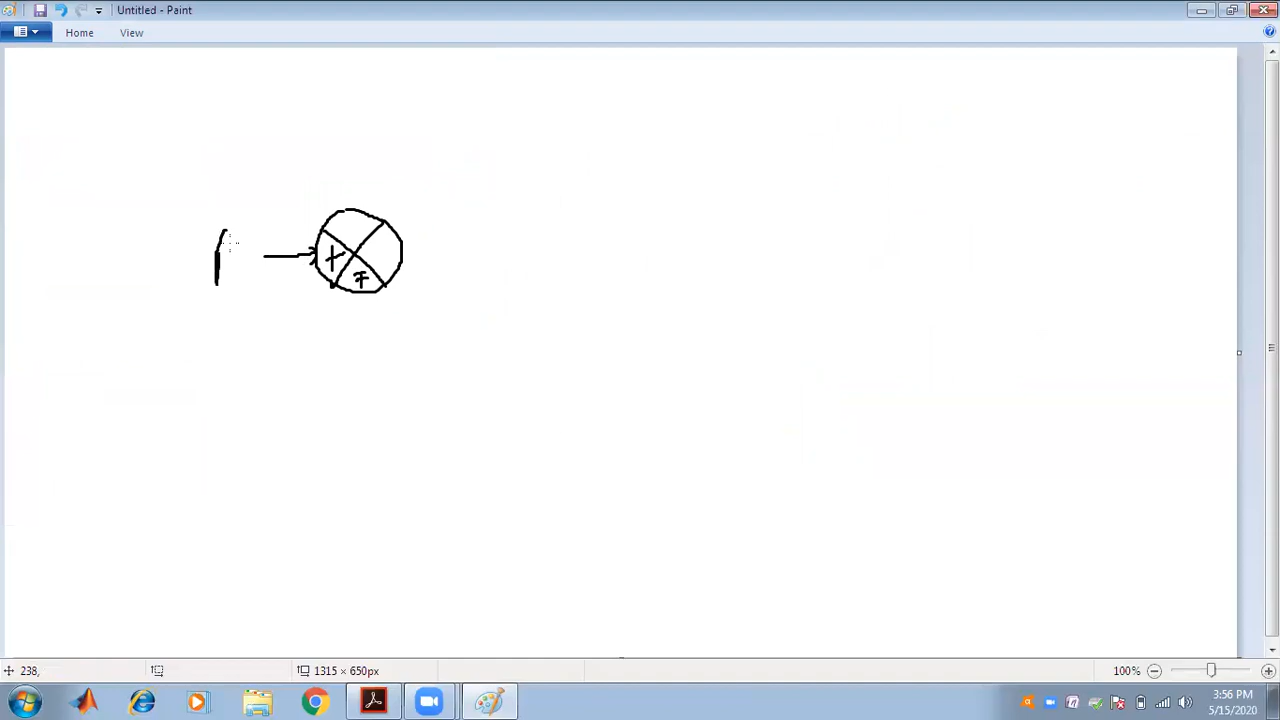 Untitled - Paint
Home View
+
∓
238,
1315 × 650px
100%
3:56 PM
5/15/2020